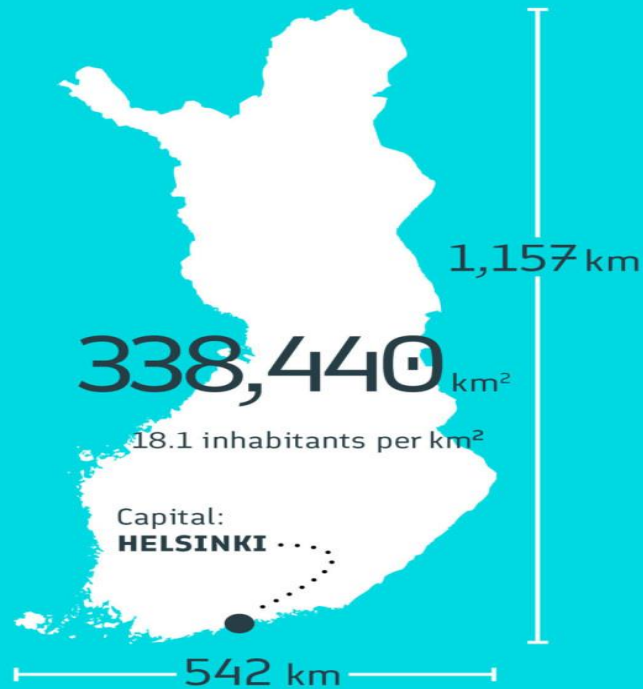 1,157 km
338,440 km²
18.1 inhabitants per km²
Capital:
HELSINKI
542 km